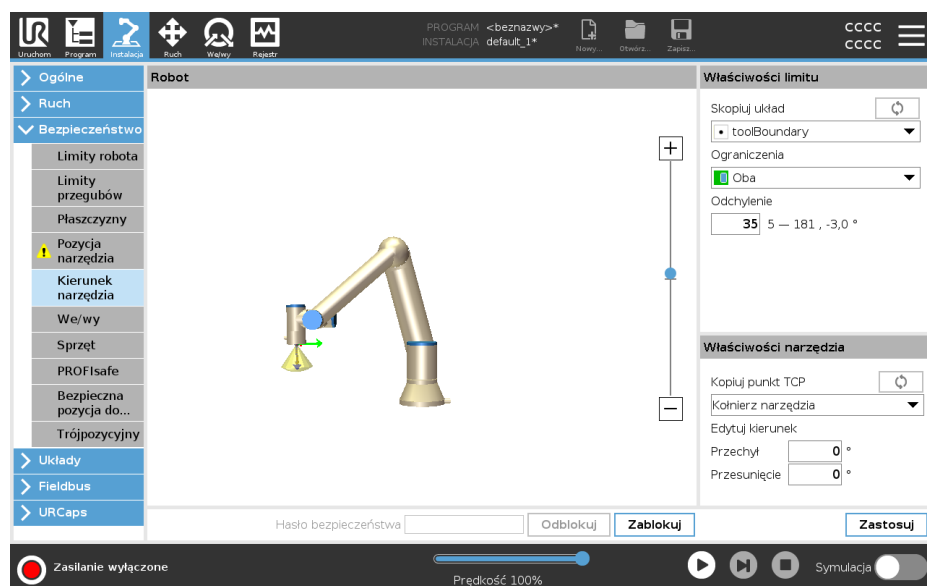 UR
PROGRAM <beznazwy>*
INSTALACJA default_1*
cccc
cccc
Uruchom Program Instalacja Ruch We/wy Rejestr Nowy... Otwórz... Zapisz...
Ogólne
Ruch
Bezpieczeństwo
Limity robota
Limity
przegubów
Płaszczyzny
Pozycja
narzędzia
Kierunek
narzędzia
We/wy
Sprzęt
PROFIsafe
Bezpieczna
pozycja do...
Trójpozycyjny
Układy
Fieldbus
URCaps
Robot
Hasło bezpieczeństwa
Odblokuj
Zablokuj
Właściwości limitu
Skopiuj układ
toolBoundary
Ograniczenia
Oba
Odchylenie
35 5 — 181 , -3,0 °
Właściwości narzędzia
Kopiuj punkt TCP
Kołnierz narzędzia
Edytuj kierunek
Przechył 0 °
Przesunięcie 0 °
Zastosuj
Zasilanie wyłączone
Prędkość 100%
Symulacja